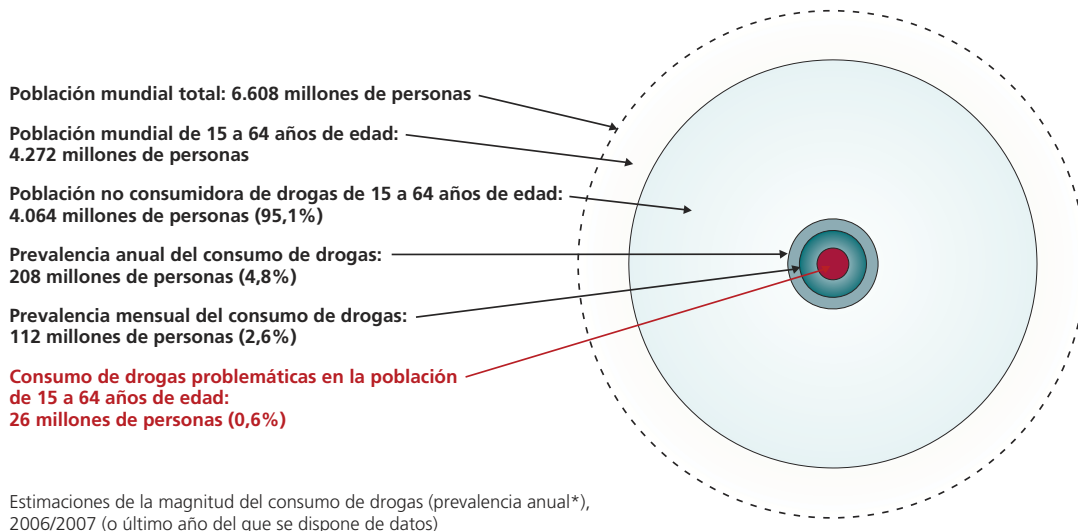 Población mundial total: 6.608 millones de personas
Población mundial de 15 a 64 años de edad:
4.272 millones de personas
Población no consumidora de drogas de 15 a 64 años de edad:
4.064 millones de personas (95,1%)
Prevalencia anual del consumo de drogas:
208 millones de personas (4,8%)
Prevalencia mensual del consumo de drogas:
112 millones de personas (2,6%)
Consumo de drogas problemáticas en la población
de 15 a 64 años de edad:
26 millones de personas (0,6%)
Estimaciones de la magnitud del consumo de drogas (prevalencia anual*),
2006/2007 (o último año del que se dispone de datos)